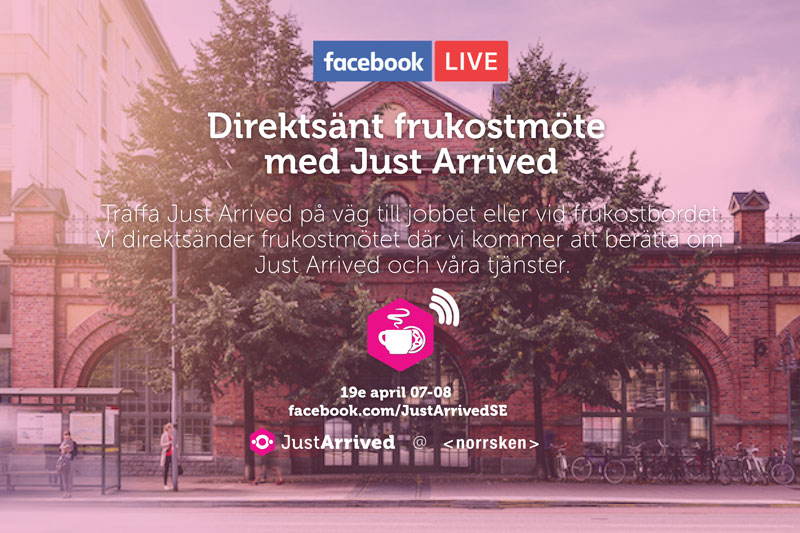 facebook LIVE
Direktsänt frukostmöte
med Just Arrived
Träffa Just Arrived på väg till jobbet eller vid frukostbordet.
Vi direktsänder frukostmötet där vi kommer att berätta om
Just Arrived och våra tjänster.
19e april 07-08
facebook.com/JustArrivedSE
JustArrived @ <norrsken>